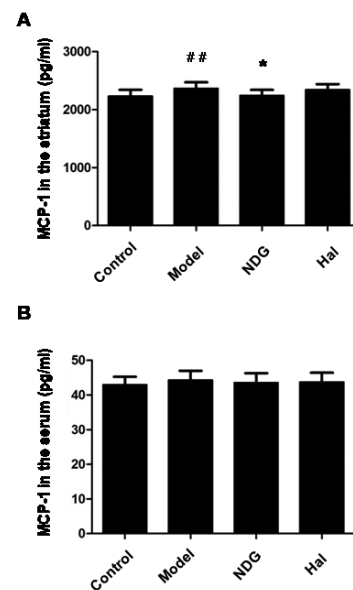 A
MCP-1 in the striatum (pg/ml)
3000
2000
1000
0
##
*
Control
Model
NDG
Hal
B
MCP-1 in the serum (pg/ml)
50
40
30
20
10
0
Control
Model
NDG
Hal